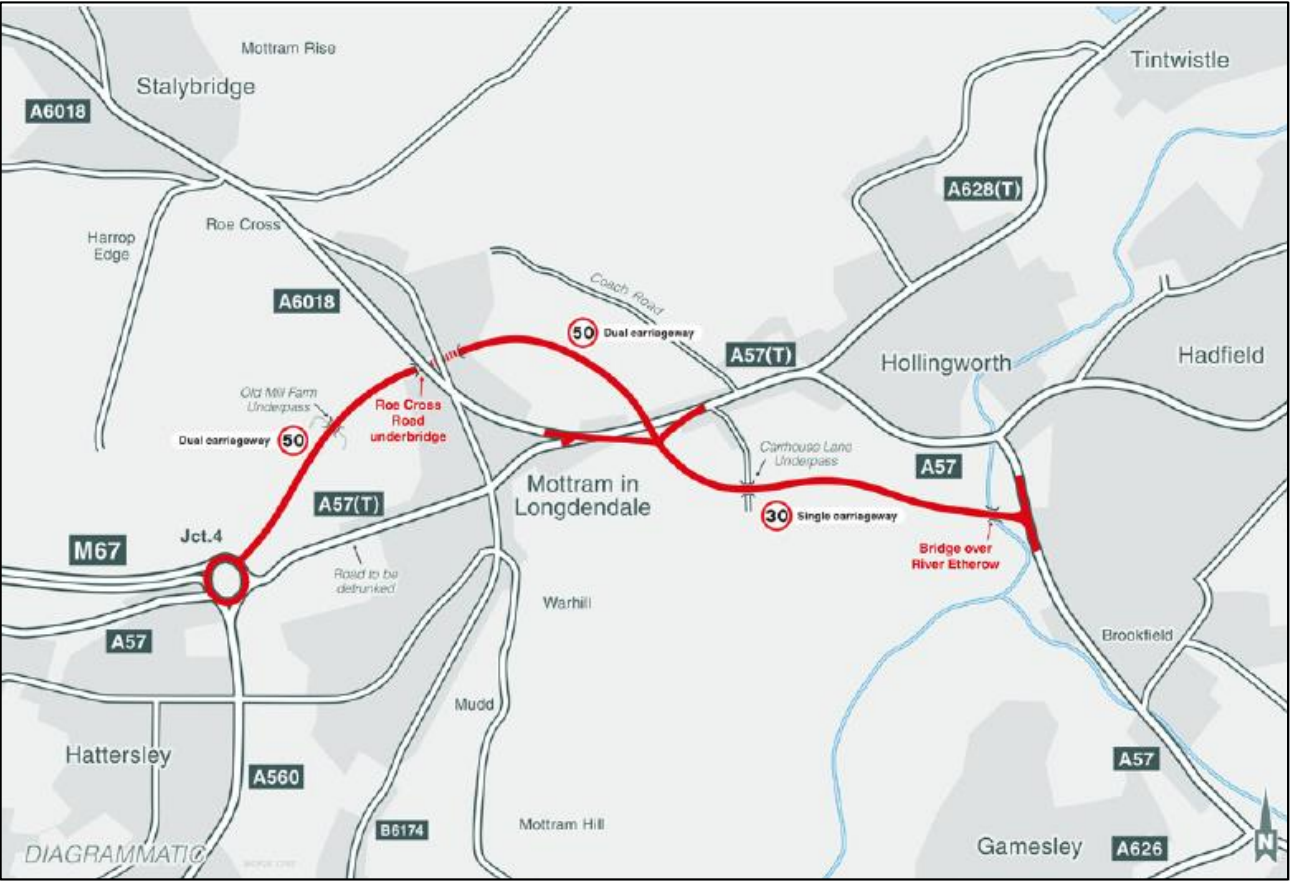 Mottram Rise
Tintwistle
Stalybridge
A6018
A628(T)
Roe Cross
Harrop
Edge
Coach Road
A6018
50 Dual carriageway
A57(T)
Hollingworth
Hadfield
Old Mill Farm
Underpass
Roe Cross
Road
underbridge
Dual carriageway 50
Carrhouse Lane
Underpass
A57
Mottram in
Longdendale
A57(T)
30 Single carriageway
Jct.4
M67
Bridge over
River Etherow
Road to be
detrunked
Warhill
A57
Brookfield
Mudd
Hattersley
A57
A560
Mottram Hill
B6174
Gamesley
A626
N
DIAGRAMMATIC